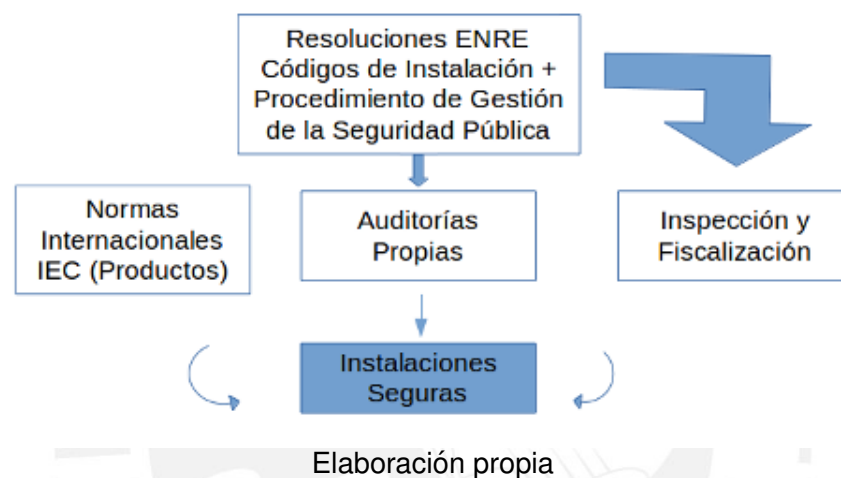 Resoluciones ENRE
Códigos de Instalación +
Procedimiento de Gestión
de la Seguridad Pública
Normas
Internacionales
IEC (Productos)
Auditorías
Propias
Inspección y
Fiscalización
Instalaciones
Seguras
Elaboración propia